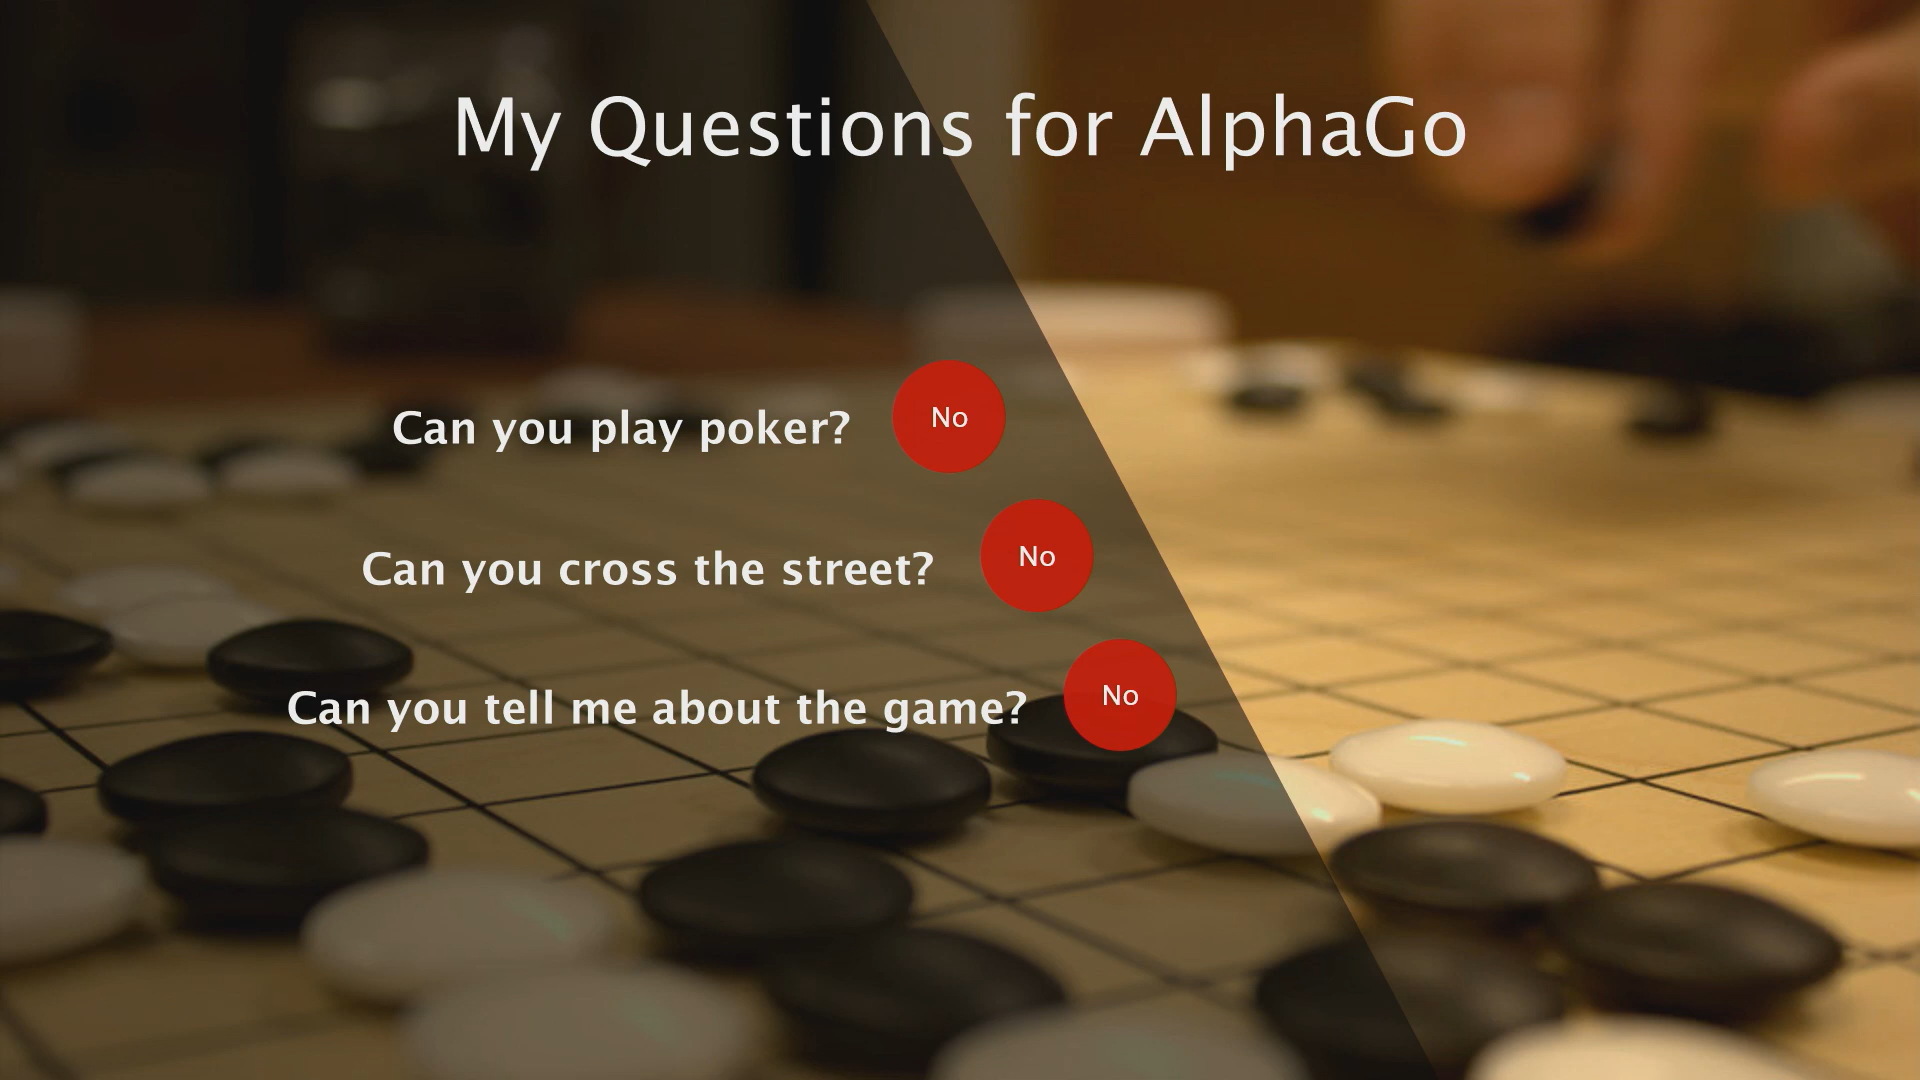 My Questions for AlphaGo
Can you play poker? No
Can you cross the street? No
Can you tell me about the game? No